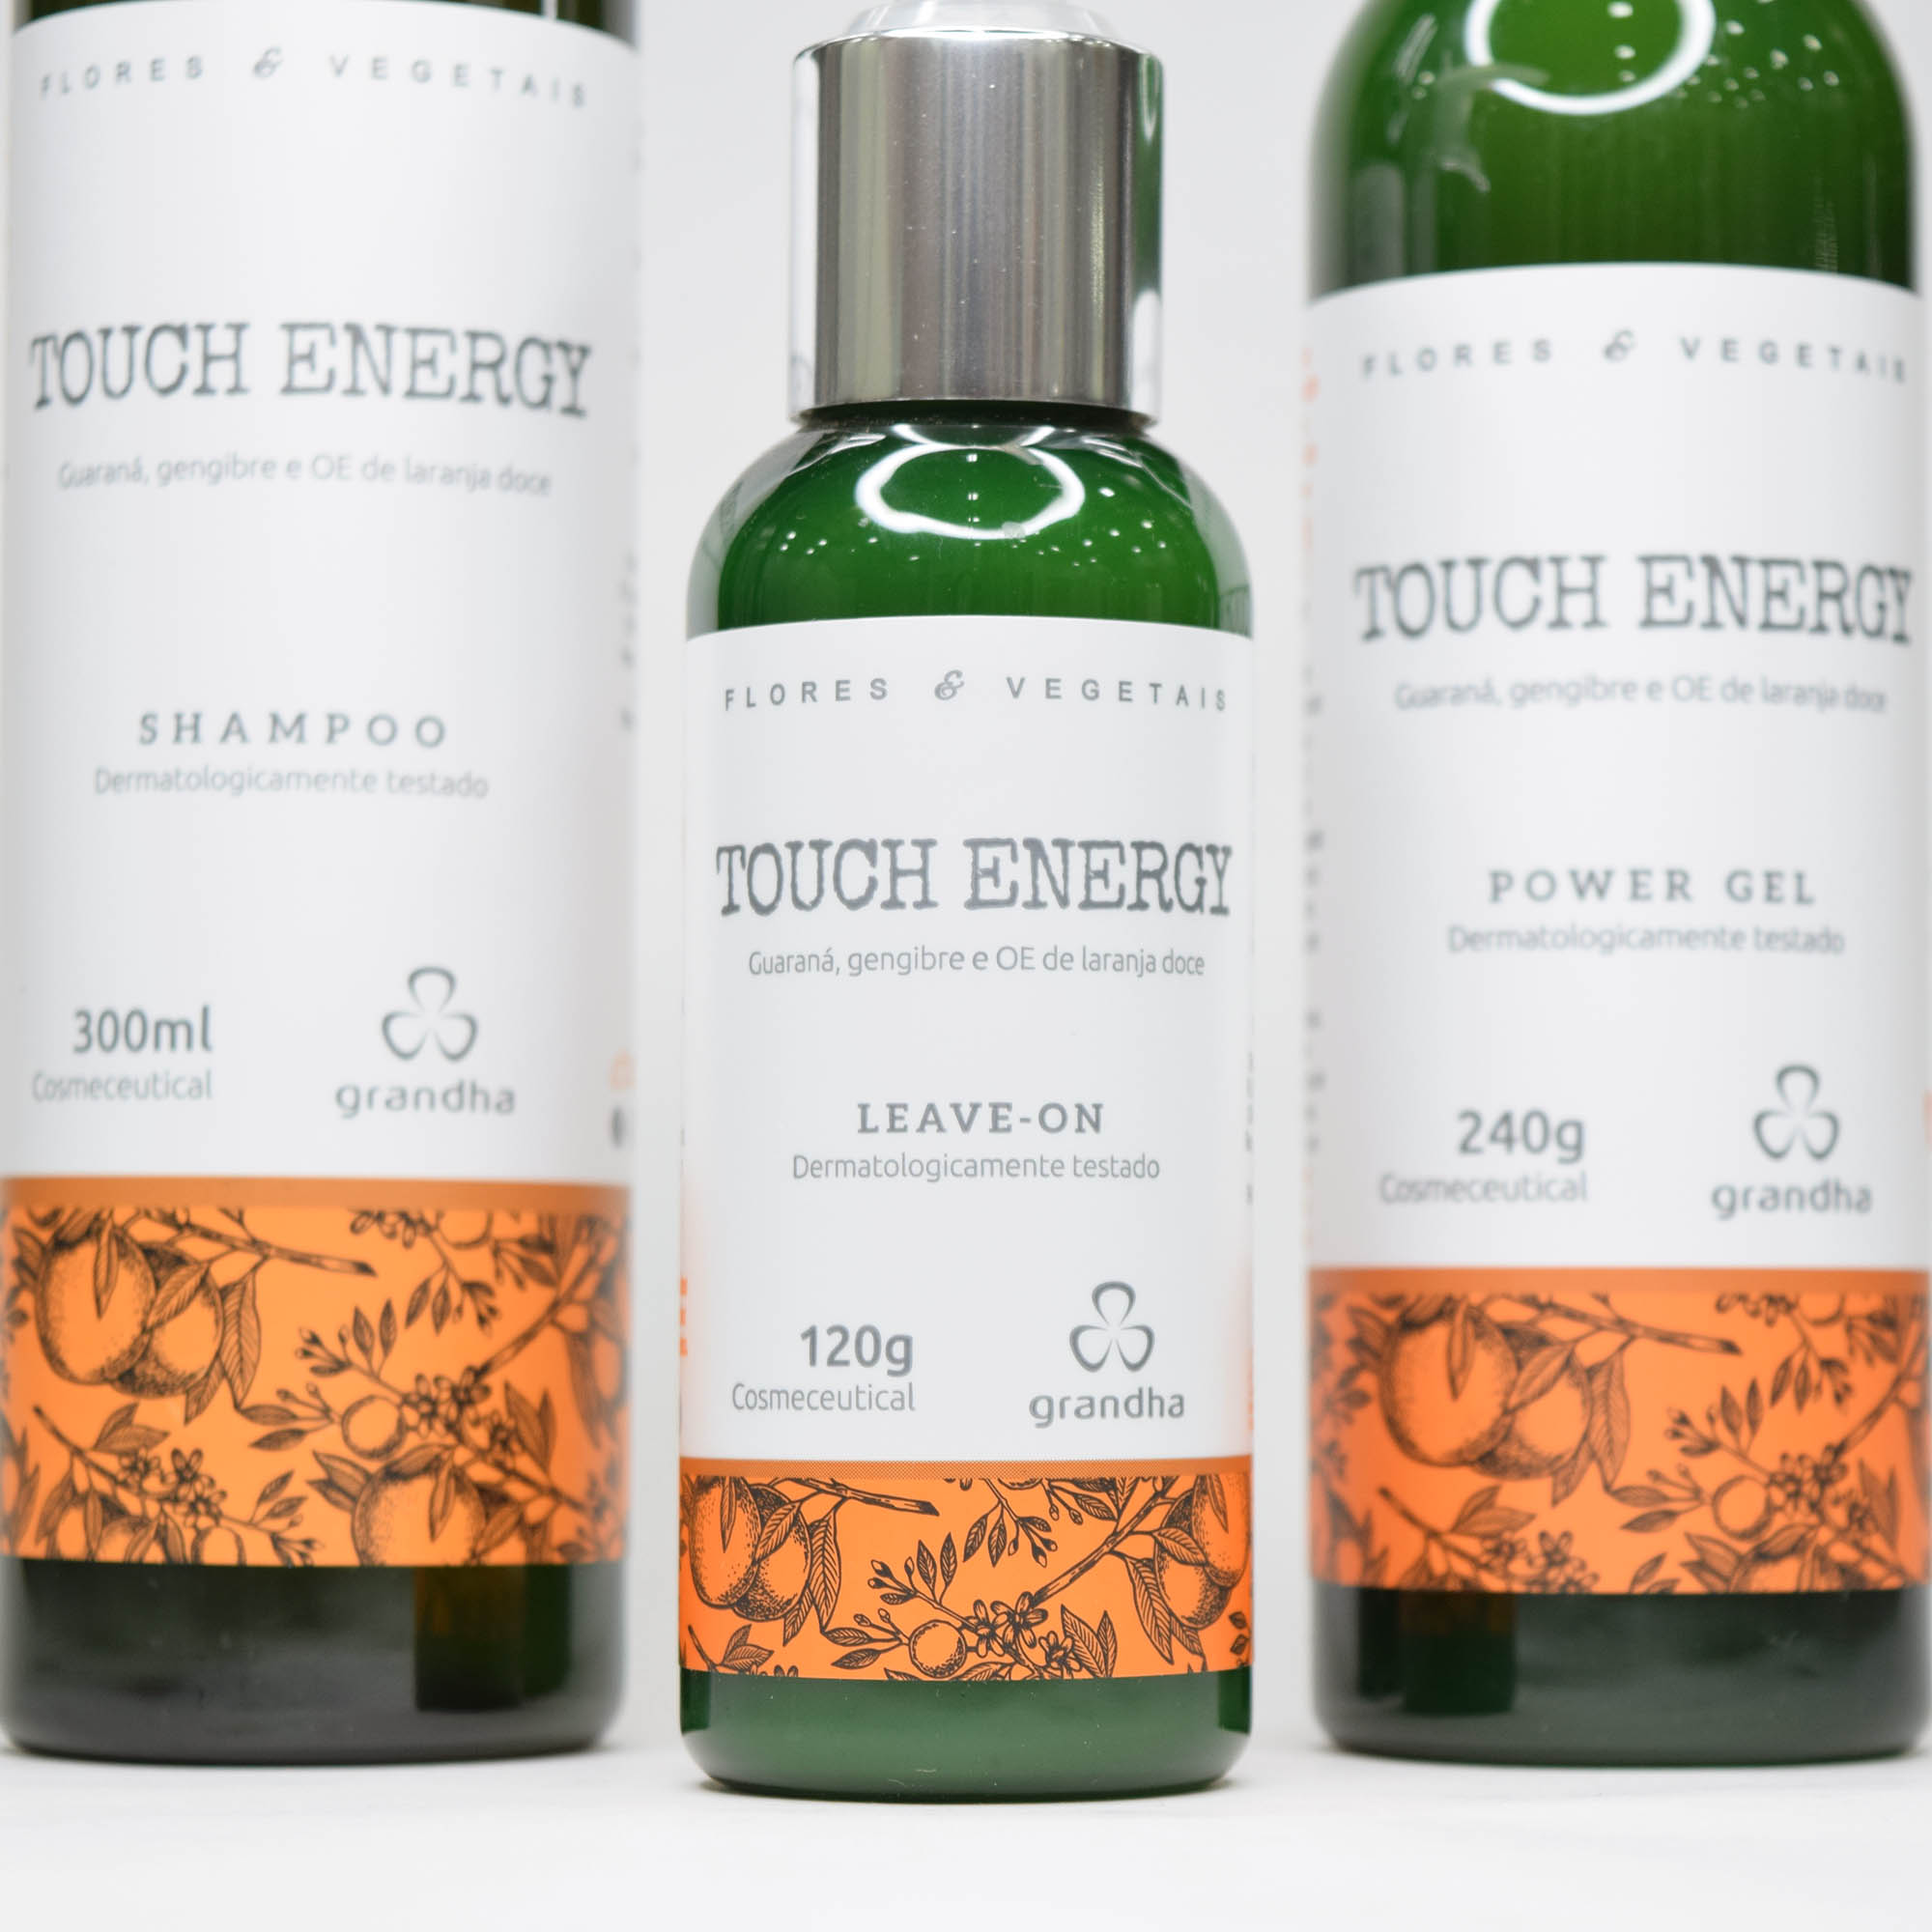 FLORES & VEGETAIS
TOUCH ENERGY
Guaraná, gengibre e OE de laranja doce
SHAMPOO
Dermatologicamente testado
300ml
Cosmeceutical
grandha
FLORES & VEGETAIS
TOUCH ENERGY
Guaraná, gengibre e OE de laranja doce
LEAVE-ON
Dermatologicamente testado
120g
Cosmeceutical
grandha
FLORES & VEGETAIS
TOUCH ENERGY
Guaraná, gengibre e OE de laranja doce
POWER GEL
Dermatologicamente testado
240g
Cosmeceutical
grandha